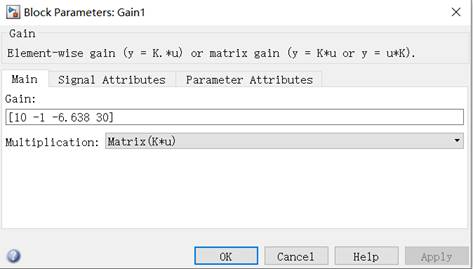 Block Parameters: Gain1
Gain
Element-wise gain (y = K.*u) or matrix gain (y = K*u or y = u*K).
Main Signal Attributes Parameter Attributes
Gain:
[10 -1 -6.638 30]
Multiplication: Matrix(K*u)
OK Cancel Help Apply